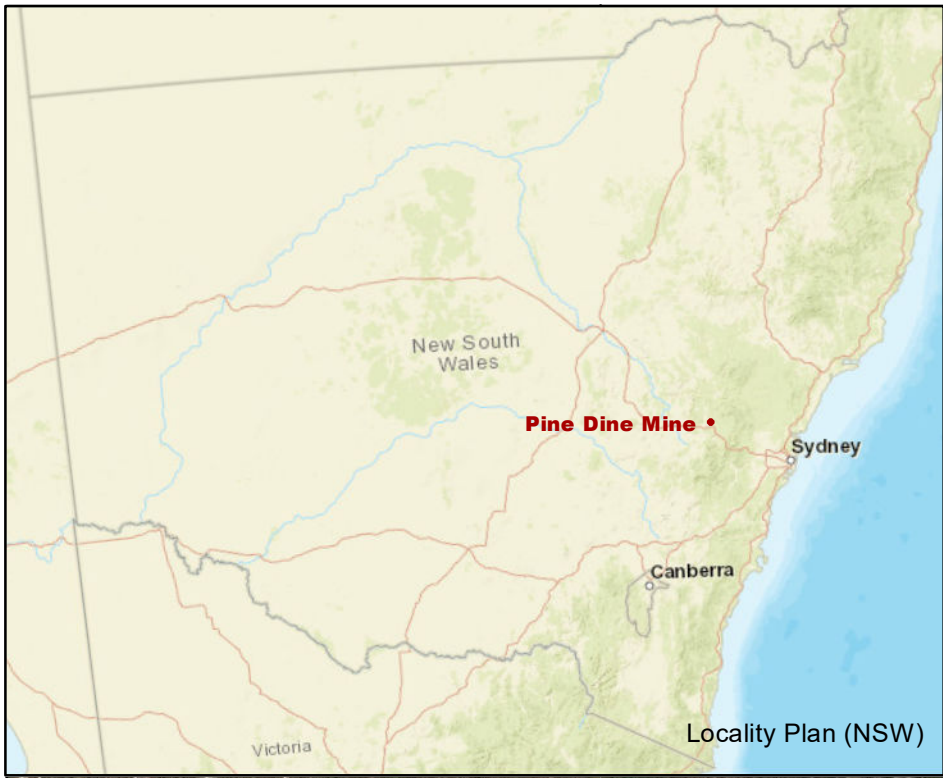 New South
Wales
Pine Dine Mine
Sydney
Canberra
Locality Plan (NSW)
Victoria